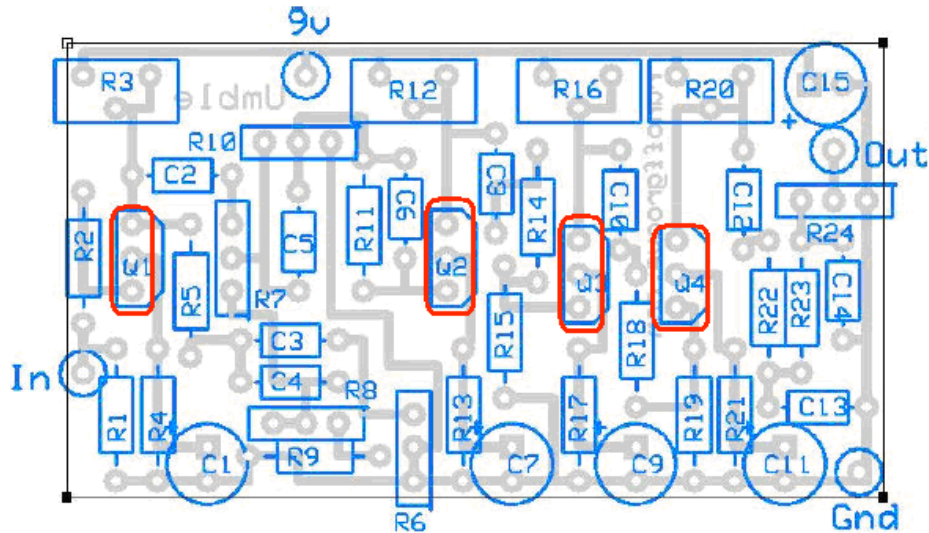 9v
R3
R12
R16
R20
C15
+
Umble
R10
Out
C2
C8
C10
C12
R2
R11
C6
R14
R24
Q1
C5
Q2
Q3
Q4
R5
R7
R22
R23
C14
R15
R18
C3
In
C4
R8
R1
R4
R13
R17
R19
R21
C13
R9
C1
C7
C9
C11
R6
Gnd